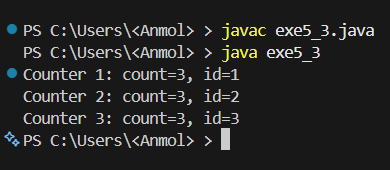 PS C:\Users\<Anmol> > javac exe5_3.java
PS C:\Users\<Anmol> > java exe5_3
Counter 1: count=3, id=1
Counter 2: count=3, id=2
Counter 3: count=3, id=3
PS C:\Users\<Anmol> >